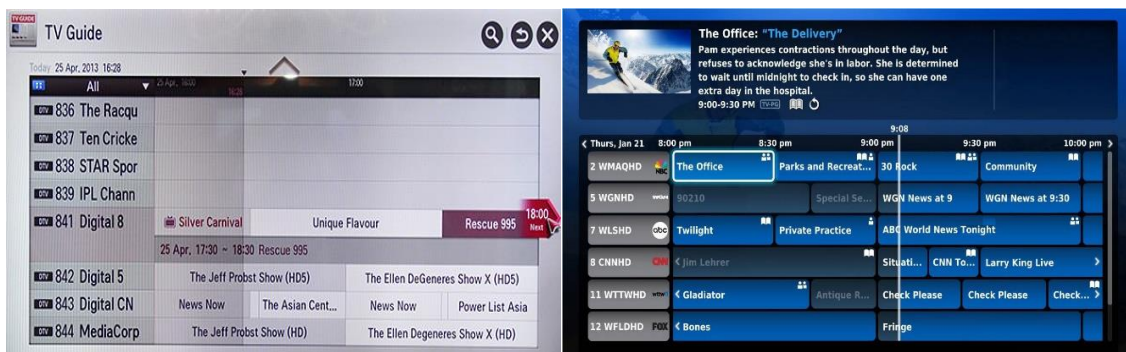 TV GUIDE
TV Guide
Today 25 Apr, 2013 16:28
All 25 Apr, 16:00 17:00
16:28
DTV 836 The Racqu
DTV 837 Ten Cricke
DTV 838 STAR Spor
DTV 839 IPL Chann
DTV 841 Digital 8 Silver Carnival Unique Flavour Rescue 995 18:00
Next
25 Apr, 17:30 ~ 18:30 Rescue 995
DTV 842 Digital 5 The Jeff Probst Show (HD5) The Ellen DeGeneres Show X (HD5)
DTV 843 Digital CN News Now The Asian Cent... News Now Power List Asia
DTV 844 MediaCorp The Jeff Probst Show (HD) The Ellen Degeneres Show X (HD)
The Office: "The Delivery"
Pam experiences contractions throughout the day, but
refuses to acknowledge she's in labor. She is determined
to wait until midnight to check in, so she can have one
extra day in the hospital.
9:00-9:30 PM TV-PG
9:08
Thurs, Jan 21 8:00 pm 8:30 pm 9:00 pm 9:30 pm 10:00 pm
2 WMAQHD NBC The Office Parks and Recreat... 30 Rock Community
5 WGNHD 90210 Special Se... WGN News at 9 WGN News at 9:30
7 WLSHD abc Twilight Private Practice ABC World News Tonight
8 CNNHD CNN Jim Lehrer Situati... CNN To... Larry King Live
11 WTTWHD Gladiator Antique R... Check Please Check Please Check...
12 WFLDHD FOX Bones Fringe